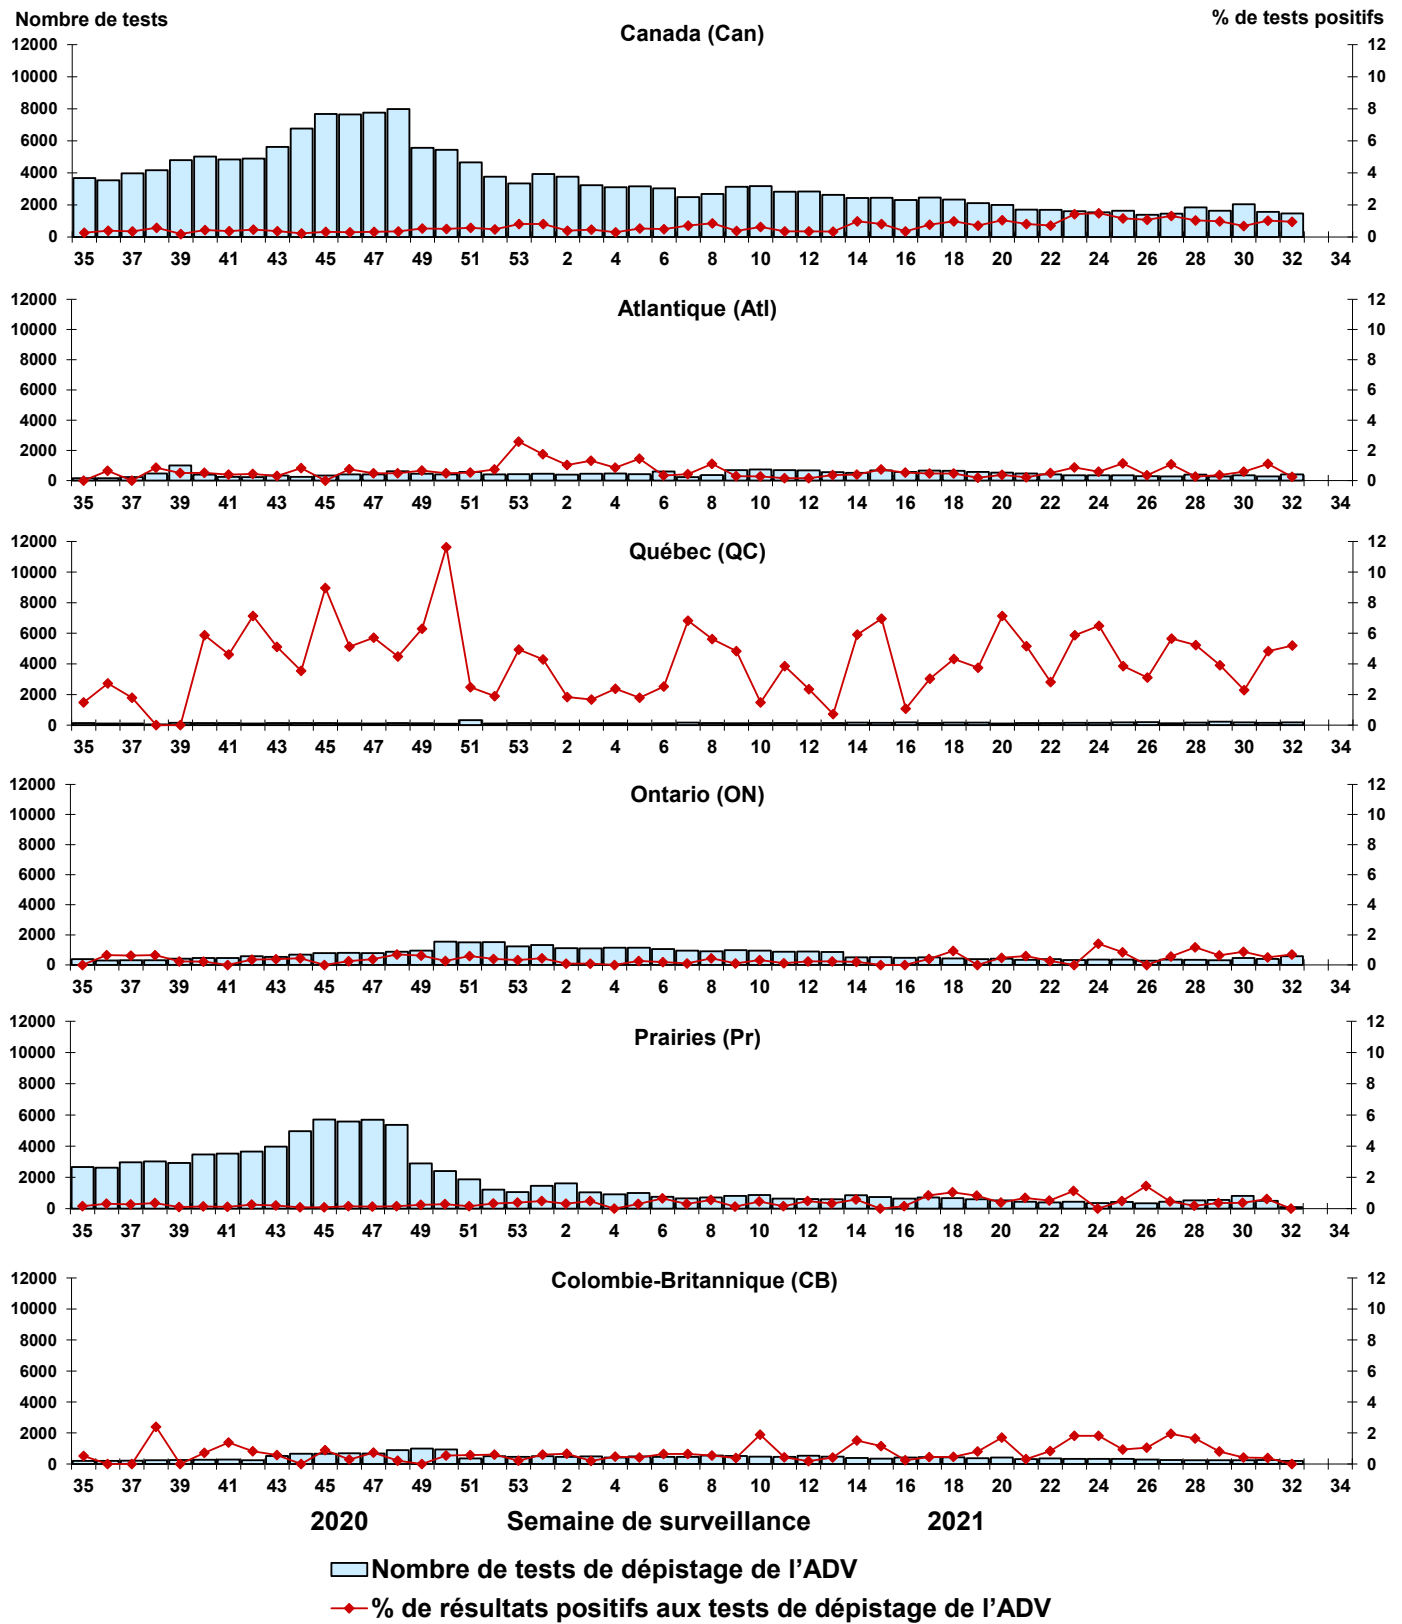 Nombre de tests % de tests positifs
Canada (Can)
12000 12
10000 10
8000 8
6000 6
4000 4
2000 2
0 0
35 37 39 41 43 45 47 49 51 53 2 4 6 8 10 12 14 16 18 20 22 24 26 28 30 32 34
Atlantique (Atl)
12000 12
10000 10
8000 8
6000 6
4000 4
2000 2
0 0
35 37 39 41 43 45 47 49 51 53 2 4 6 8 10 12 14 16 18 20 22 24 26 28 30 32 34
Québec (QC)
12000 12
10000 10
8000 8
6000 6
4000 4
2000 2
0 0
35 37 39 41 43 45 47 49 51 53 2 4 6 8 10 12 14 16 18 20 22 24 26 28 30 32 34
Ontario (ON)
12000 12
10000 10
8000 8
6000 6
4000 4
2000 2
0 0
35 37 39 41 43 45 47 49 51 53 2 4 6 8 10 12 14 16 18 20 22 24 26 28 30 32 34
Prairies (Pr)
12000 12
10000 10
8000 8
6000 6
4000 4
2000 2
0 0
35 37 39 41 43 45 47 49 51 53 2 4 6 8 10 12 14 16 18 20 22 24 26 28 30 32 34
Colombie-Britannique (CB)
12000 12
10000 10
8000 8
6000 6
4000 4
2000 2
0 0
35 37 39 41 43 45 47 49 51 53 2 4 6 8 10 12 14 16 18 20 22 24 26 28 30 32 34
2020 Semaine de surveillance 2021
Nombre de tests de dépistage de l’ADV
% de résultats positifs aux tests de dépistage de l’ADV